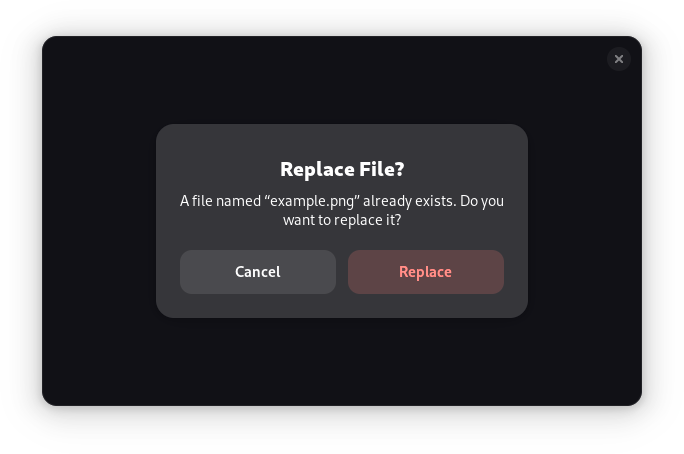 Replace File?
A file named “example.png” already exists. Do you
want to replace it?
Cancel
Replace